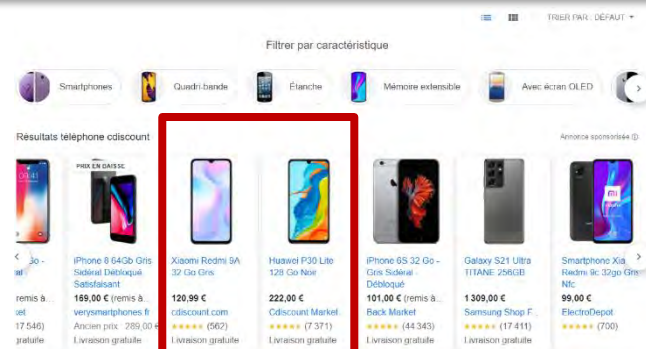 TRIER PAR : DÉFAUT
Filtrer par caractéristique
Smartphones
Quadri-bande
Étanche
Mémoire extensible
Avec écran OLED
Résultats téléphone cdiscount
Annonce sponsorisée
PRIX EN BAISSE
iPhone 8 64Gb Gris
Sidéral Débloqué
Satisfaisant
169,00 € (remis à...
verysmartphones.fr
Ancien prix : 289,00 €
Livraison gratuite
Xiaomi Redmi 9A
32 Go Gris
120,99 €
cdiscount.com
(562)
Livraison gratuite
Huawei P30 Lite
128 Go Noir
222,00 €
Cdiscount Market.
(7 371)
Livraison gratuite
iPhone 6S 32 Go -
Gris Sidéral -
Débloqué
101,00 € (remis à...
Back Market
(44 343)
Livraison gratuite
Galaxy S21 Ultra
TITANE 256GB
1 309,00 €
Samsung Shop F...
(17 411)
Livraison gratuite
Smartphone Xia
Redmi 9c 32go Gris
Nfc
99,00 €
ElectroDepot
(700)